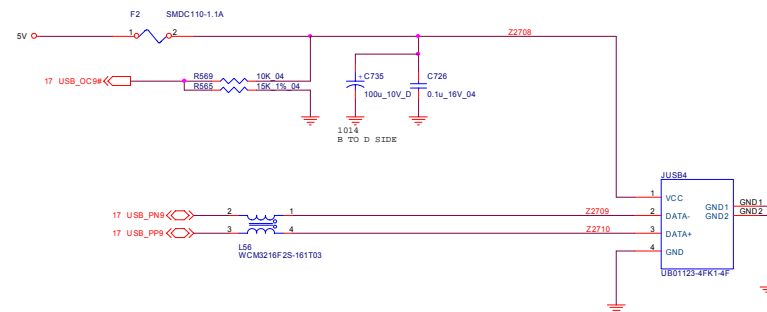 F2 SMDC110-1.1A
5V 1 2 Z2708
17 USB_OC9# R569 10K_04
R565 15K_1%_04
+ C735 C726
100u_10V_D 0.1u_16V_04
1014
B TO D SIDE
JUSB4
1 VCC
GND1 GND1
GND2 GND2
17 USB_PN9 2 1 Z2709 2 DATA-
17 USB_PP9 3 4 Z2710 3 DATA+
L56
WCM3216F2S-161T03
4 GND
UB01123-4FK1-4F